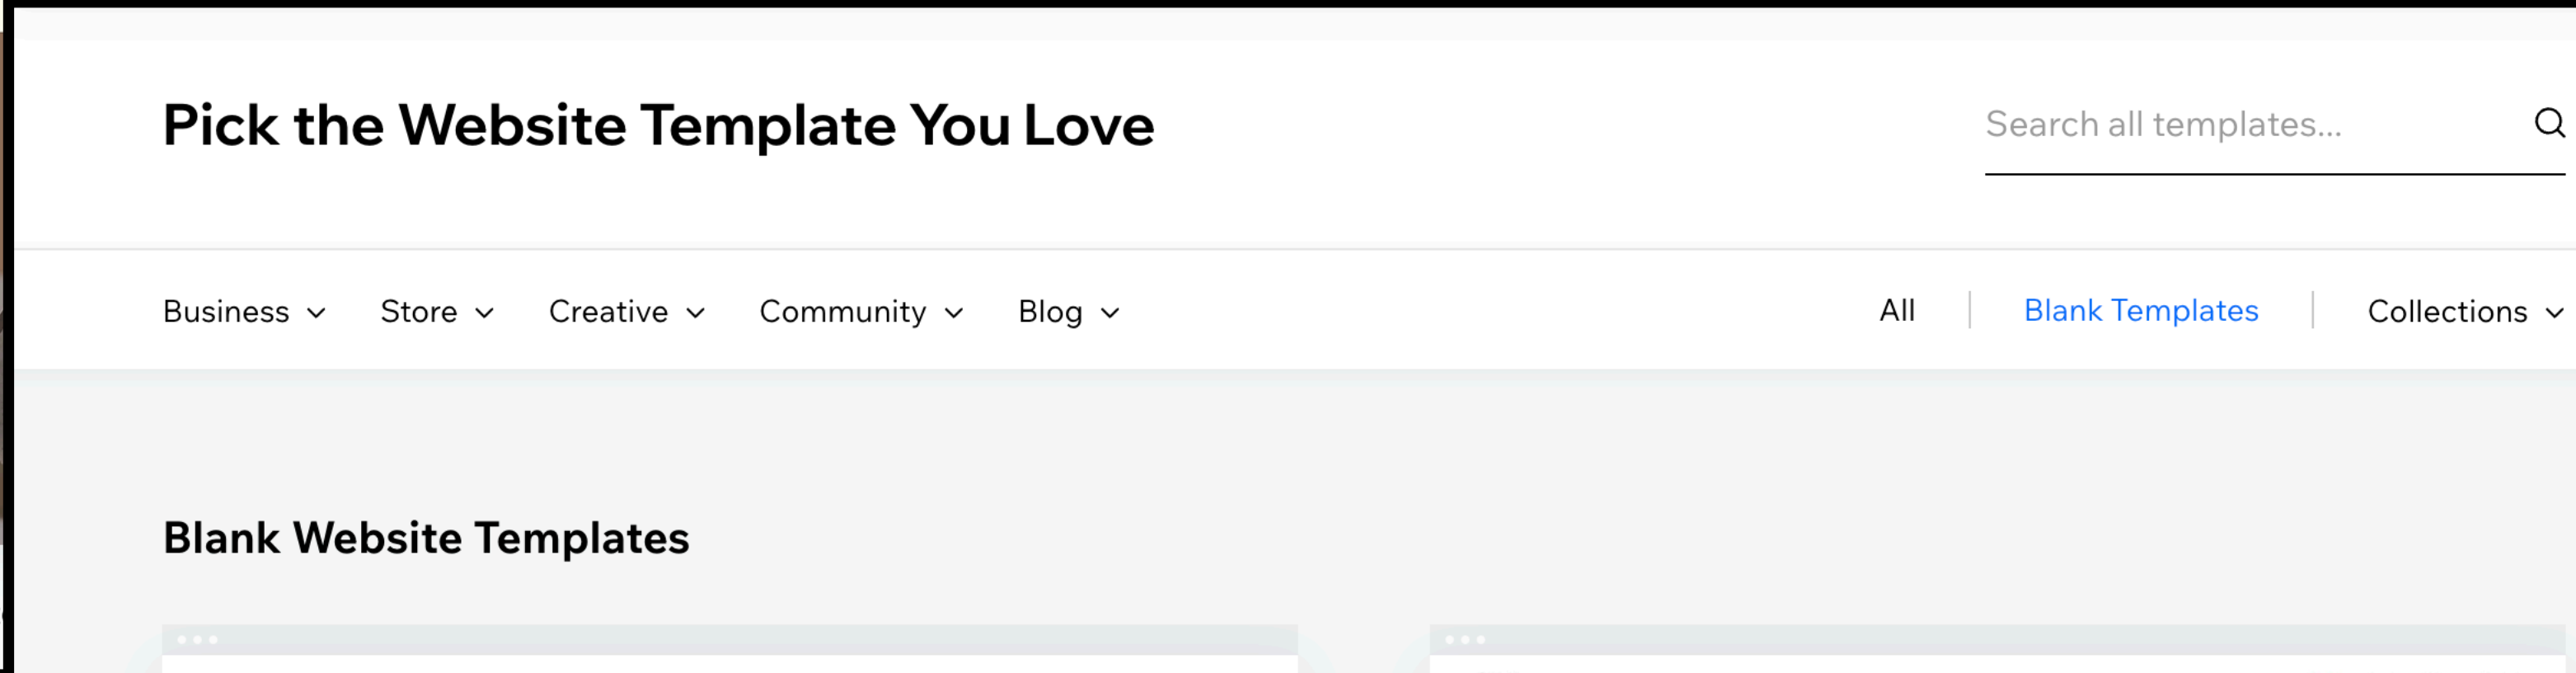 Pick the Website Template You Love
Search all templates...
Business Store Creative Community Blog All Blank Templates Collections
Blank Website Templates